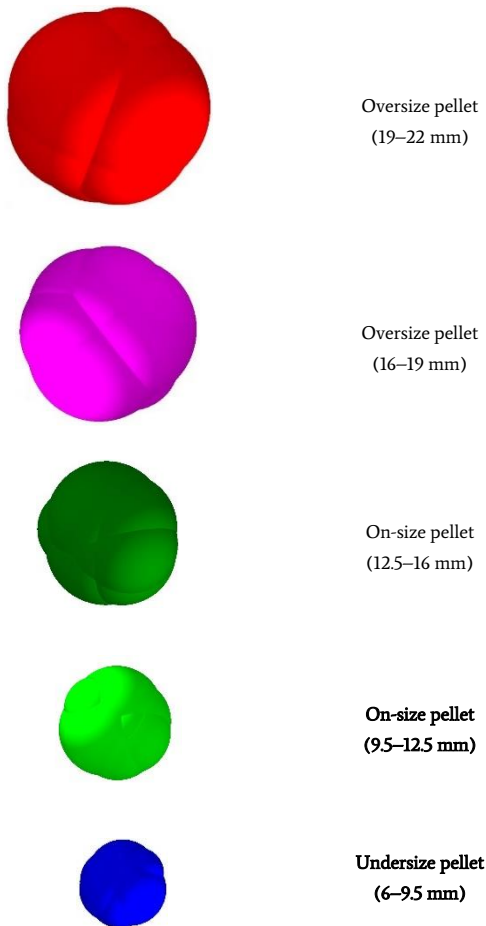 Oversize pellet
(19–22 mm)
Oversize pellet
(16–19 mm)
On-size pellet
(12.5–16 mm)
On-size pellet
(9.5–12.5 mm)
Undersize pellet
(6–9.5 mm)